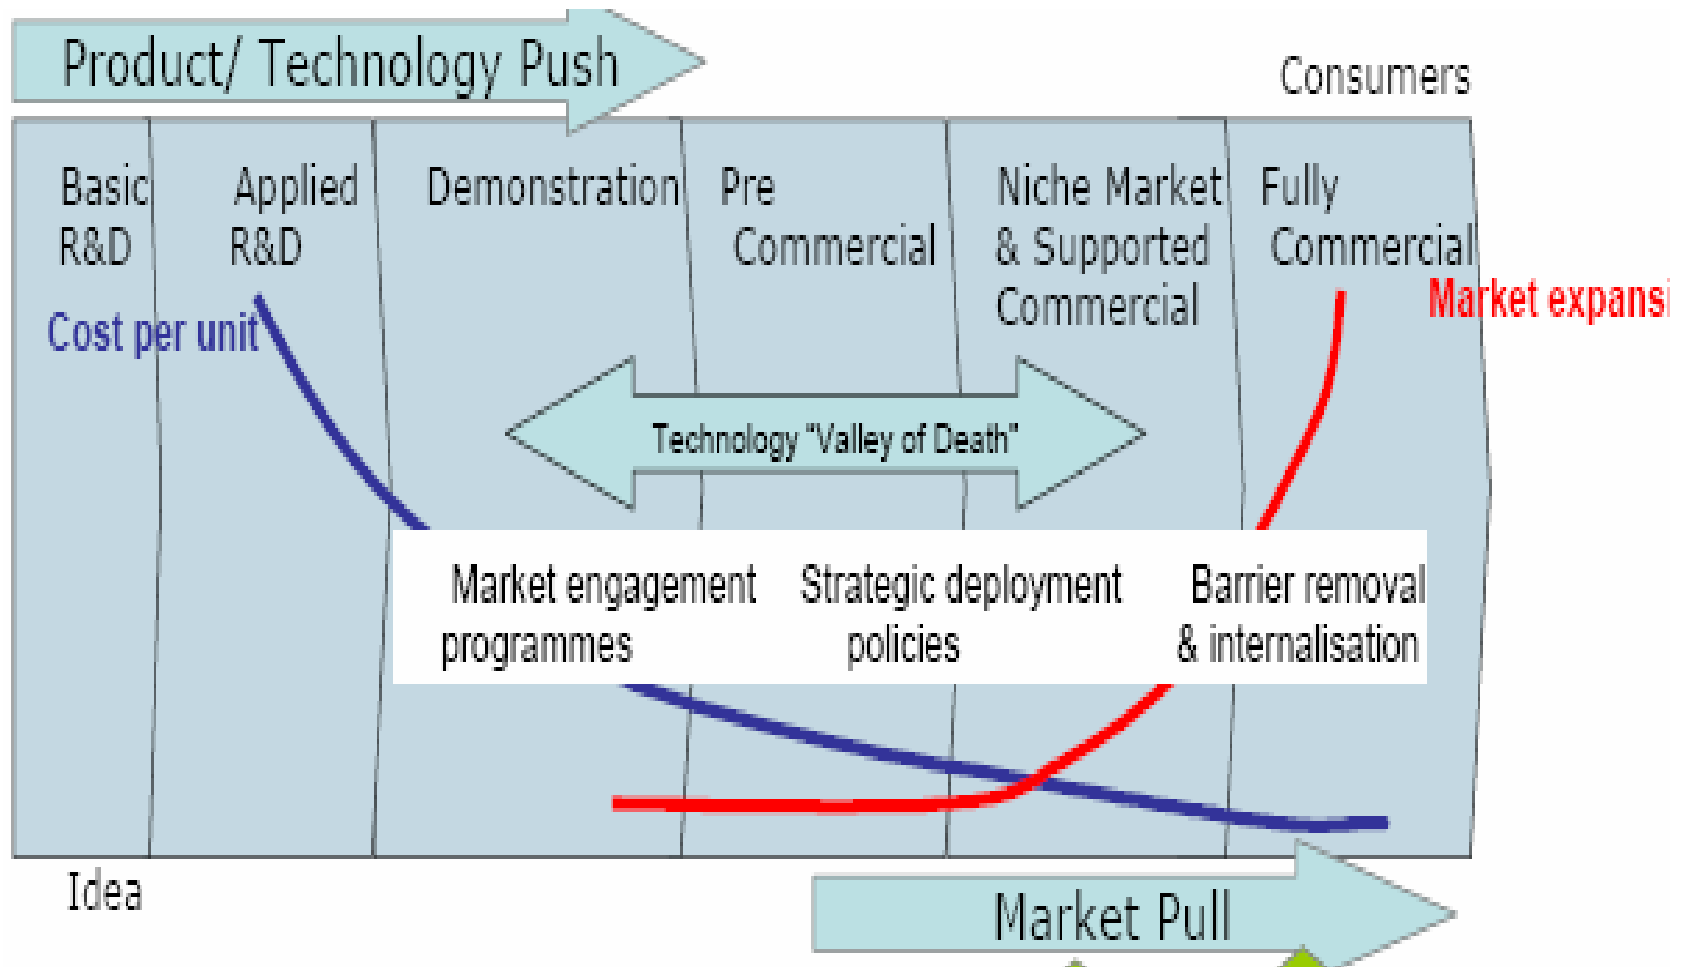 Product/ Technology Push
Consumers
Basic
R&D
Applied
R&D
Demonstration
Pre
Commercial
Niche Market
& Supported
Commercial
Fully
Commercial
Cost per unit
Market expansi
Technology "Valley of Death"
Market engagement
programmes
Strategic deployment
policies
Barrier removal
& internalisation
Idea
Market Pull